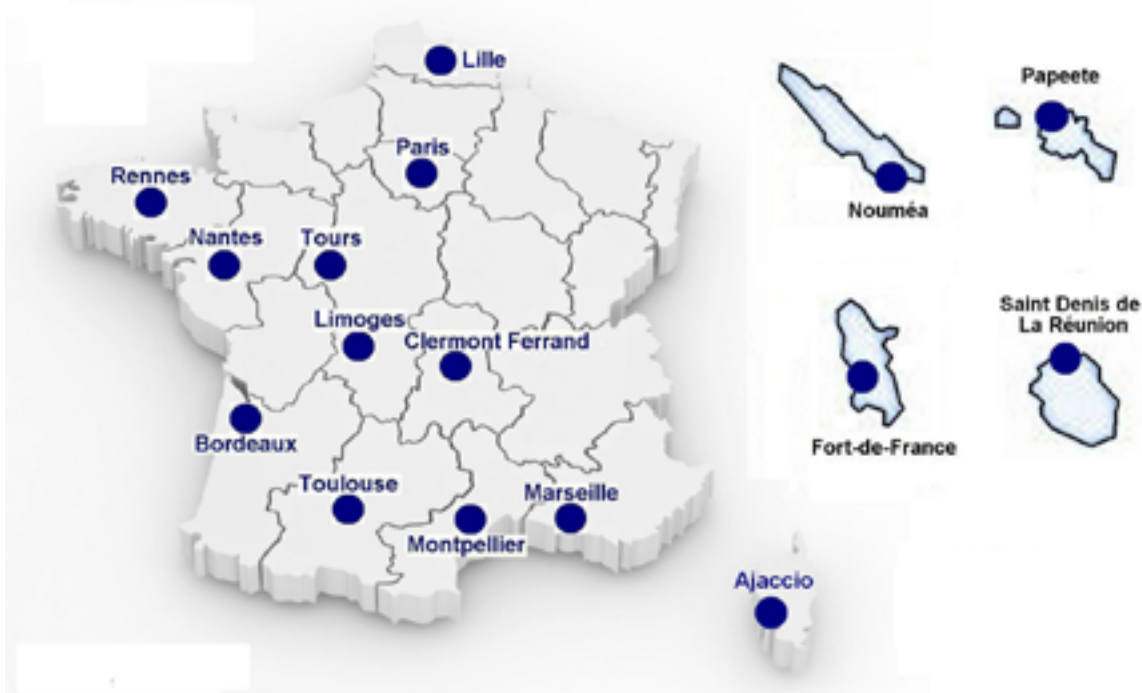 Lille
Papeete
Paris
Rennes
Nouméa
Nantes
Tours
Saint Denis de
La Réunion
Limoges
Clermont Ferrand
Bordeaux
Fort-de-France
Toulouse
Marseille
Montpellier
Ajaccio